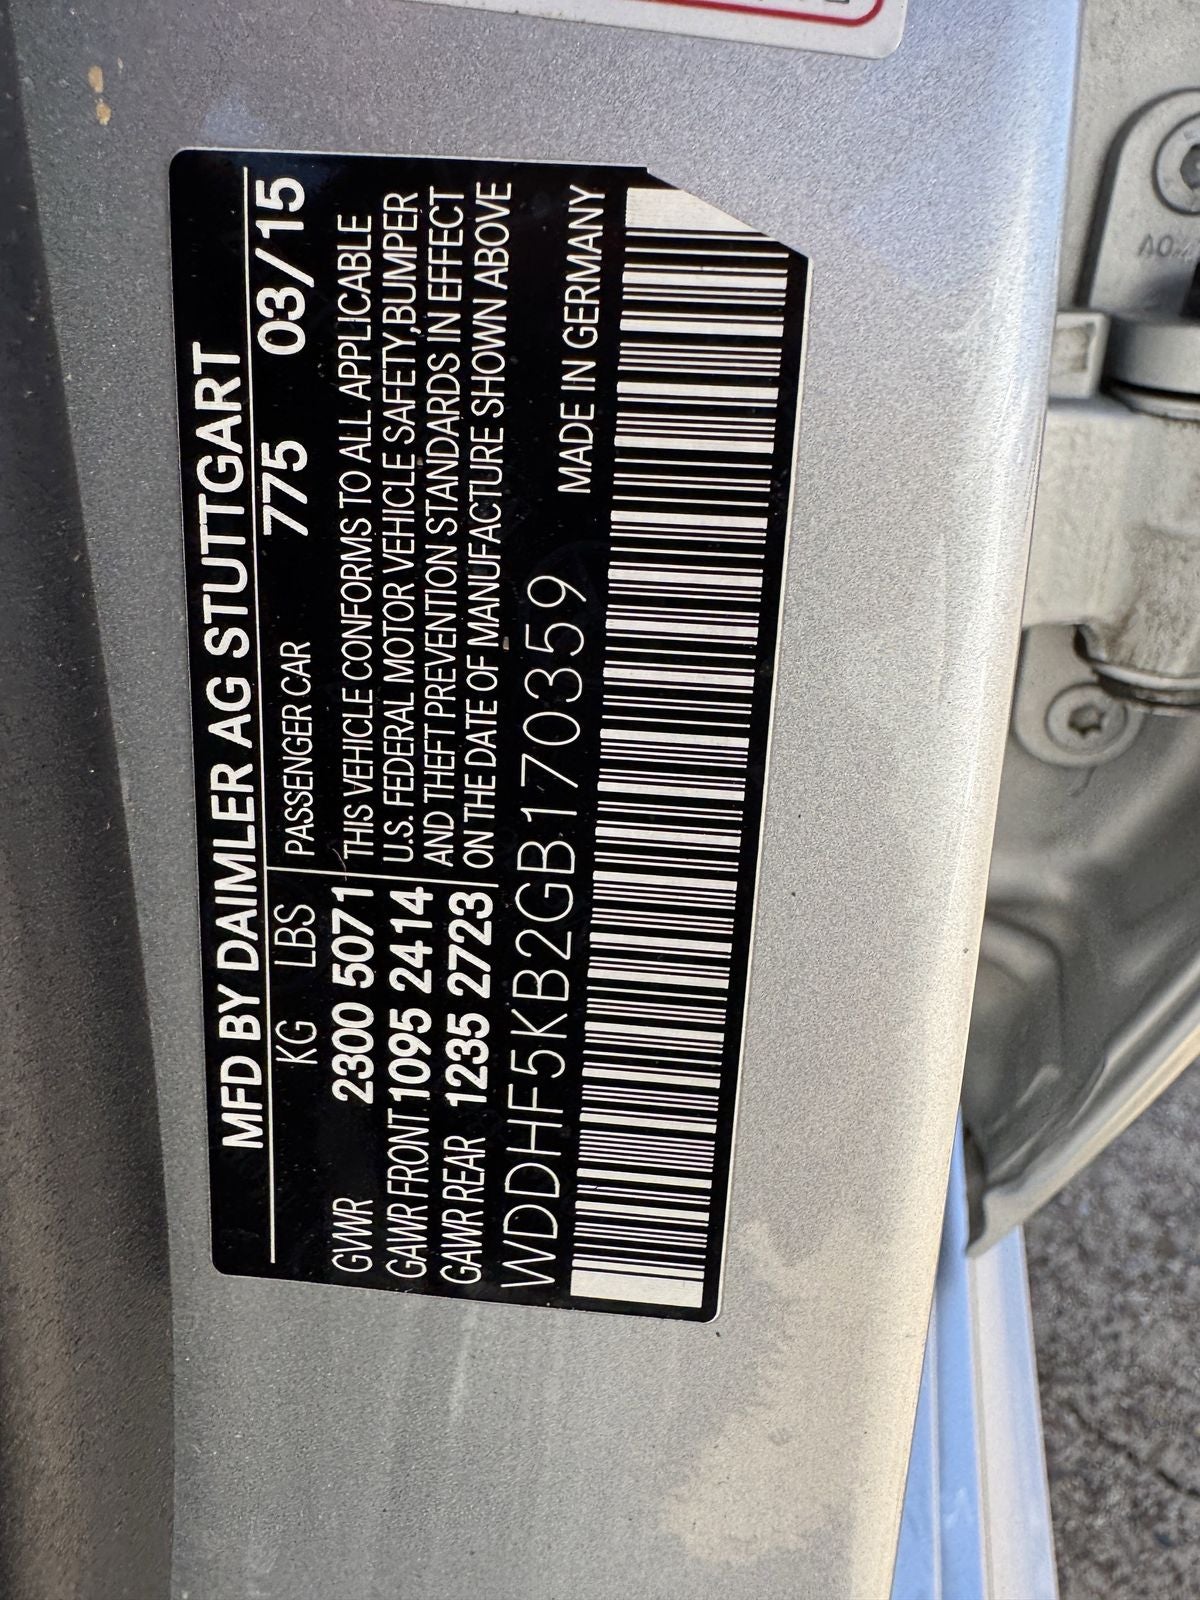 MFD BY DAIMLER AG STUTTGART
KG LBS PASSENGER CAR 775 03/15
GVWR 2300 5071
GAWR FRONT 1095 2414
GAWR REAR 1235 2723
THIS VEHICLE CONFORMS TO ALL APPLICABLE
U.S. FEDERAL MOTOR VEHICLE SAFETY,BUMPER
AND THEFT PREVENTION STANDARDS IN EFFECT
ON THE DATE OF MANUFACTURE SHOWN ABOVE
WDDHF5KB2GB170359 MADE IN GERMANY